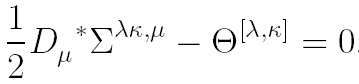 $$\frac{1}{2} D_{\mu}{}^{*} \Sigma^{\lambda\kappa,\mu} - \Theta^{[\lambda,\kappa]} = 0.$$